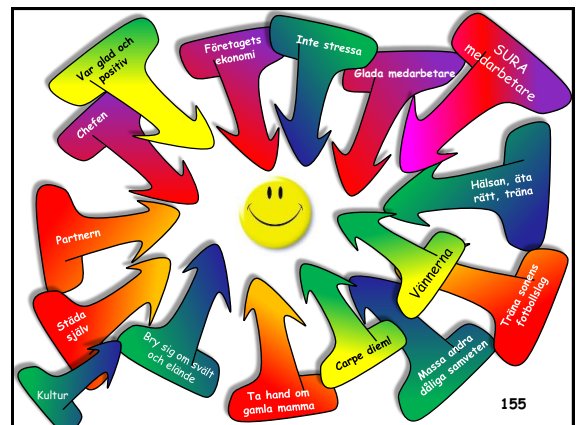 Var glad och
positiv
Företagets
ekonomi
Inte stressa
Glada medarbetare
SURA
medarbetare
Chefen
Hälsan, äta
rätt, träna
Partnern
Vännerna
Träna sonens
fotbollslag
Städa
själv
Bry sig om svält
och elände
Carpe diem!
Massa andra
dåliga samveten
Kultur
Ta hand om
gamla mamma
155